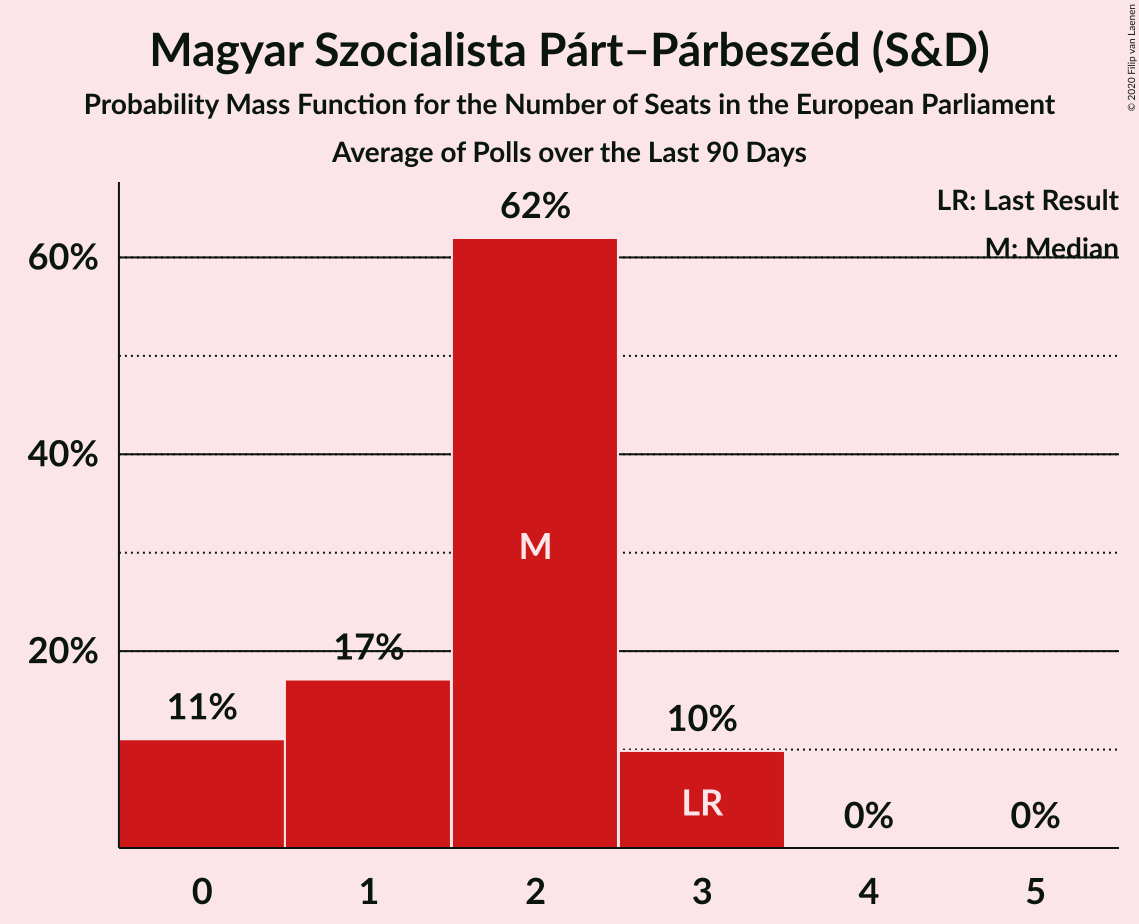 Magyar Szocialista Párt–Párbeszéd (S&D)
Probability Mass Function for the Number of Seats in the European Parliament
Average of Polls over the Last 90 Days
© 2020 Filip van Laenen
LR: Last Result
M: Median
62%
60%
40%
M
20%
17%
11%
10%
LR
0%
0%
0 1 2 3 4 5